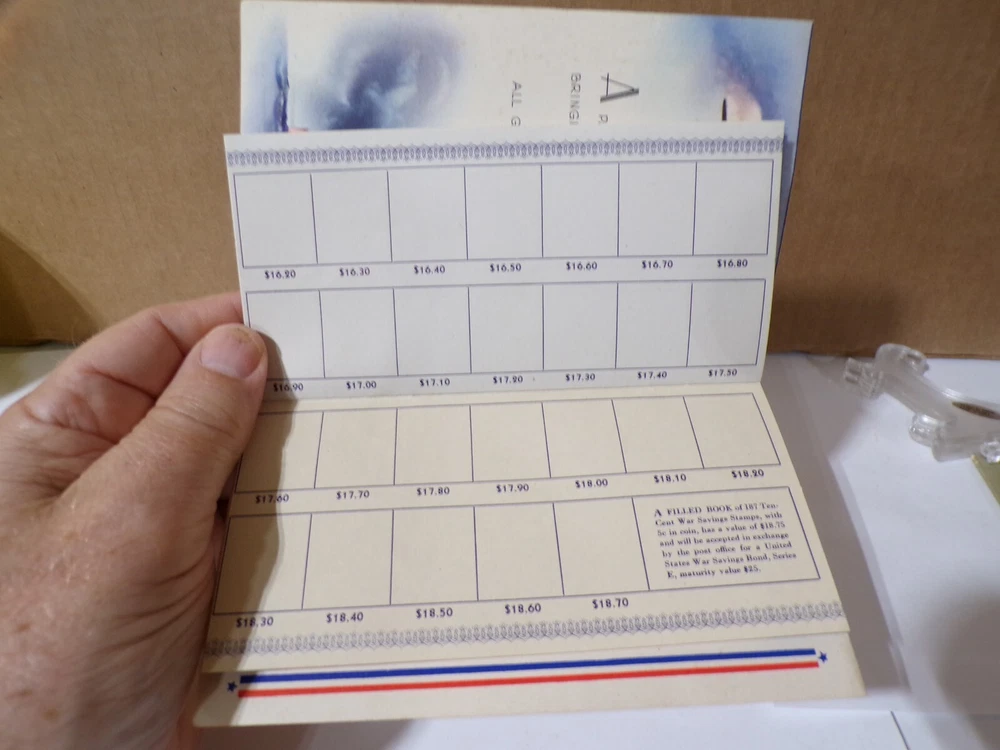 A
BRINGI
ALL G
$16.20 $16.30 $16.40 $16.50 $16.60 $16.70 $16.80
$16.90 $17.00 $17.10 $17.20 $17.30 $17.40 $17.50
$17.60 $17.70 $17.80 $17.90 $18.00 $18.10 $18.20
A FILLED BOOK of 187 Ten-
Cent War Savings Stamps, with
5c in coin, has a value of $18.75
and will be accepted in exchange
by the post office for a United
States War Savings Bond, Series
E, maturity value $25.
$18.30 $18.40 $18.50 $18.60 $18.70